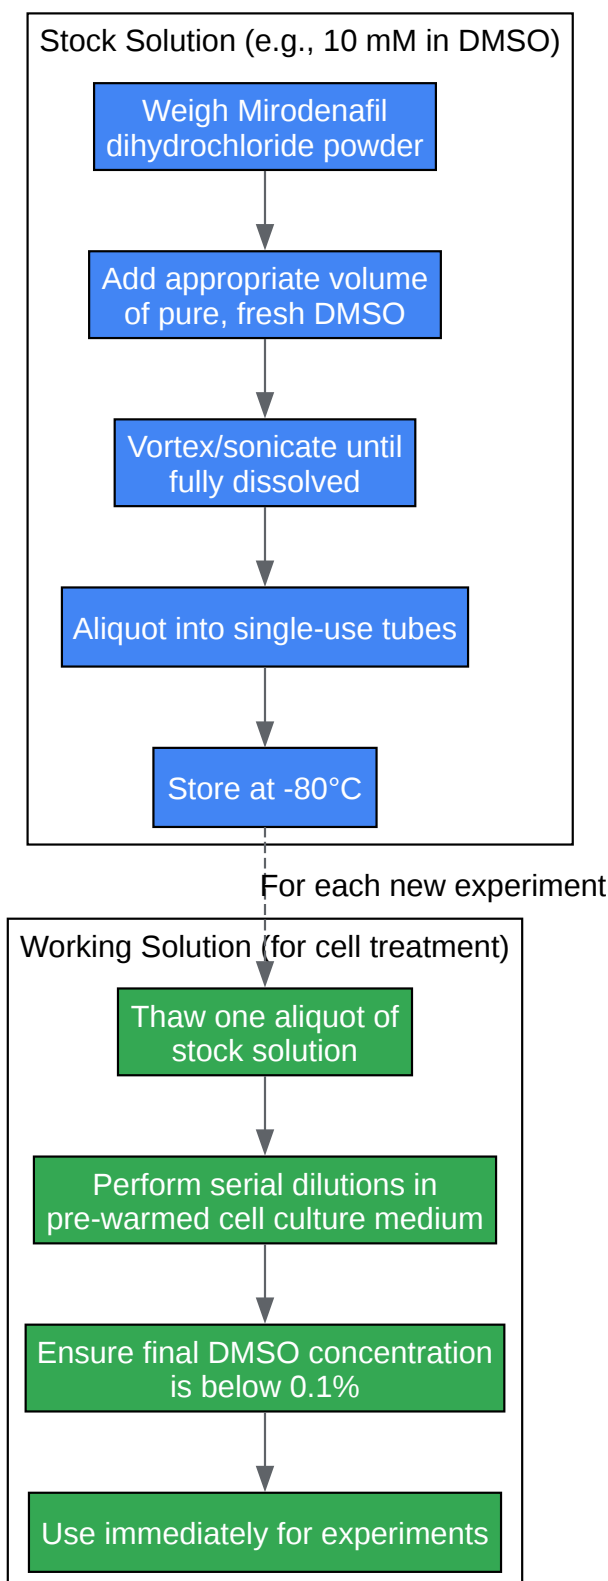 Stock Solution (e.g., 10 mM in DMSO)
Weigh Mirodenafil
dihydrochloride powder
Add appropriate volume
of pure, fresh DMSO
Vortex/sonicate until
fully dissolved
Aliquot into single-use tubes
Store at -80°C
For each new experiment
Working Solution (for cell treatment)
Thaw one aliquot of
stock solution
Perform serial dilutions in
pre-warmed cell culture medium
Ensure final DMSO concentration
is below 0.1%
Use immediately for experiments